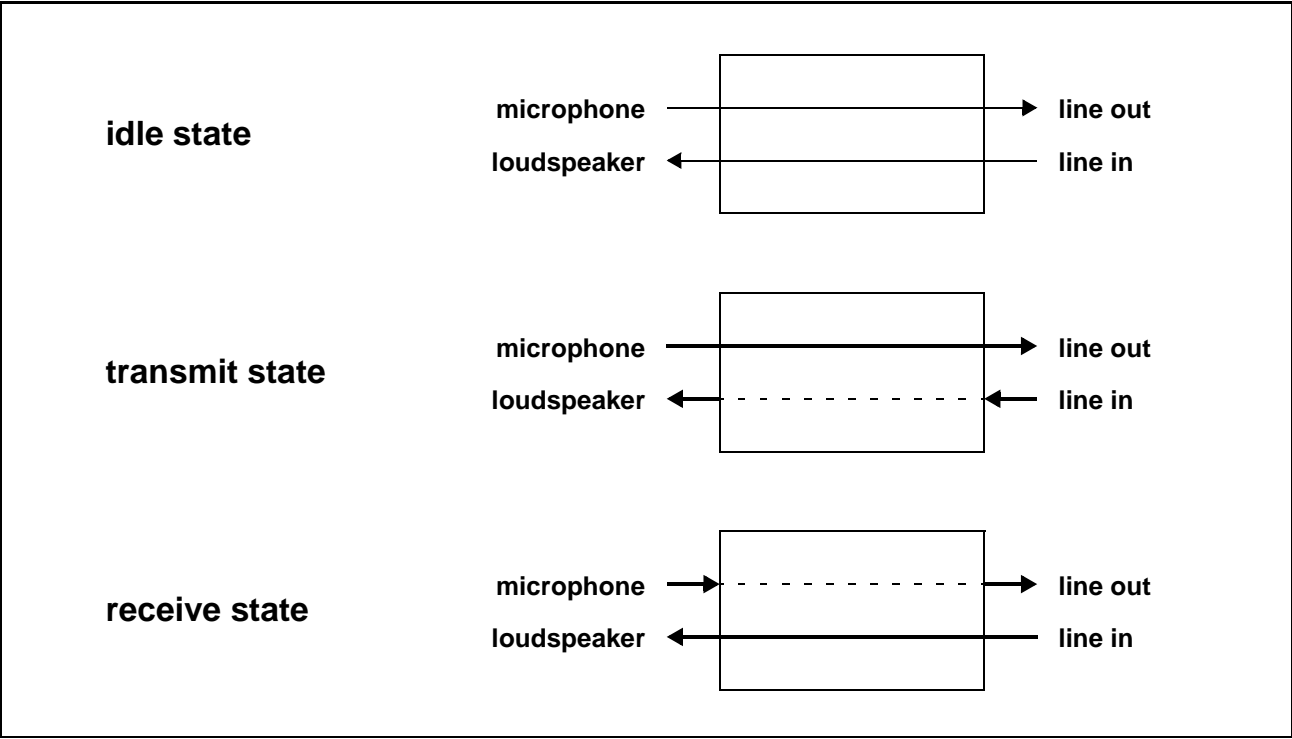 idle state
microphone
line out
loudspeaker
line in
transmit state
microphone
line out
loudspeaker
line in
receive state
microphone
line out
loudspeaker
line in